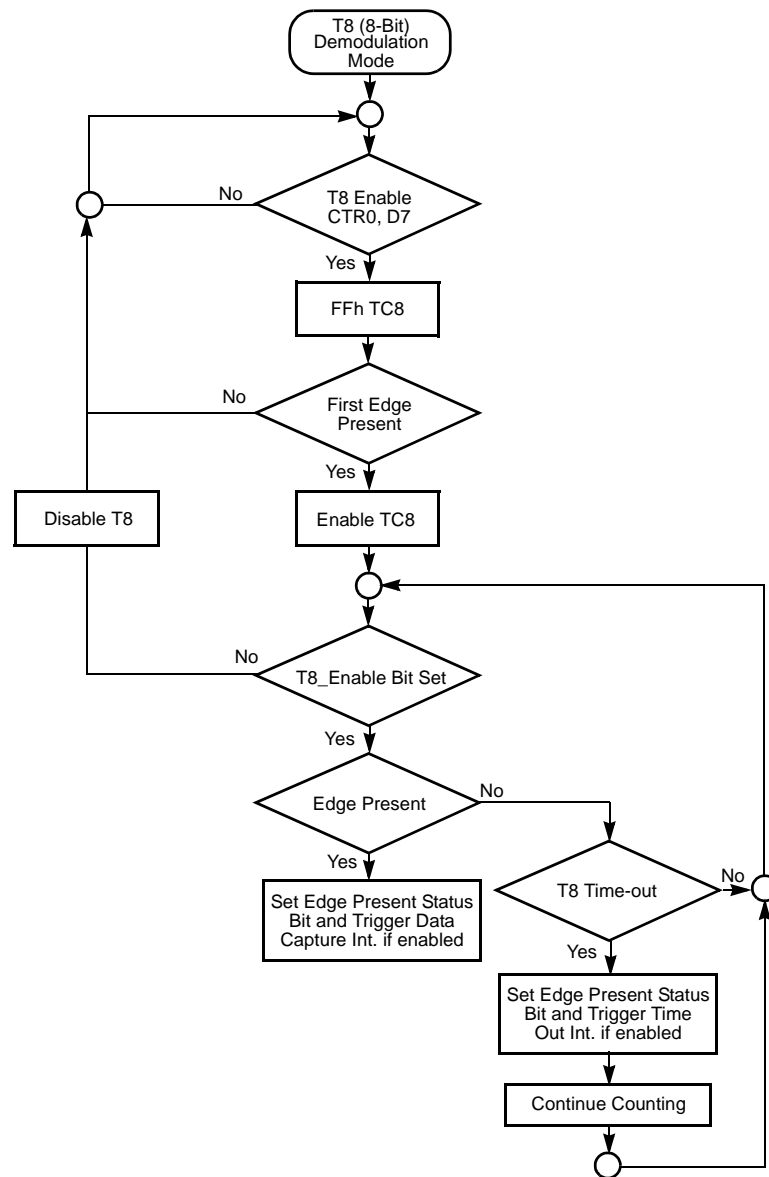 T8 (8-Bit)
Demodulation
Mode
No
T8 Enable
CTR0, D7
Yes
FFh TC8
No
First Edge
Present
Yes
Disable T8
Enable TC8
No
T8_Enable Bit Set
Yes
Edge Present
No
Yes
T8 Time-out
No
Set Edge Present Status
Bit and Trigger Data
Capture Int. if enabled
Yes
Set Edge Present Status
Bit and Trigger Time
Out Int. if enabled
Continue Counting